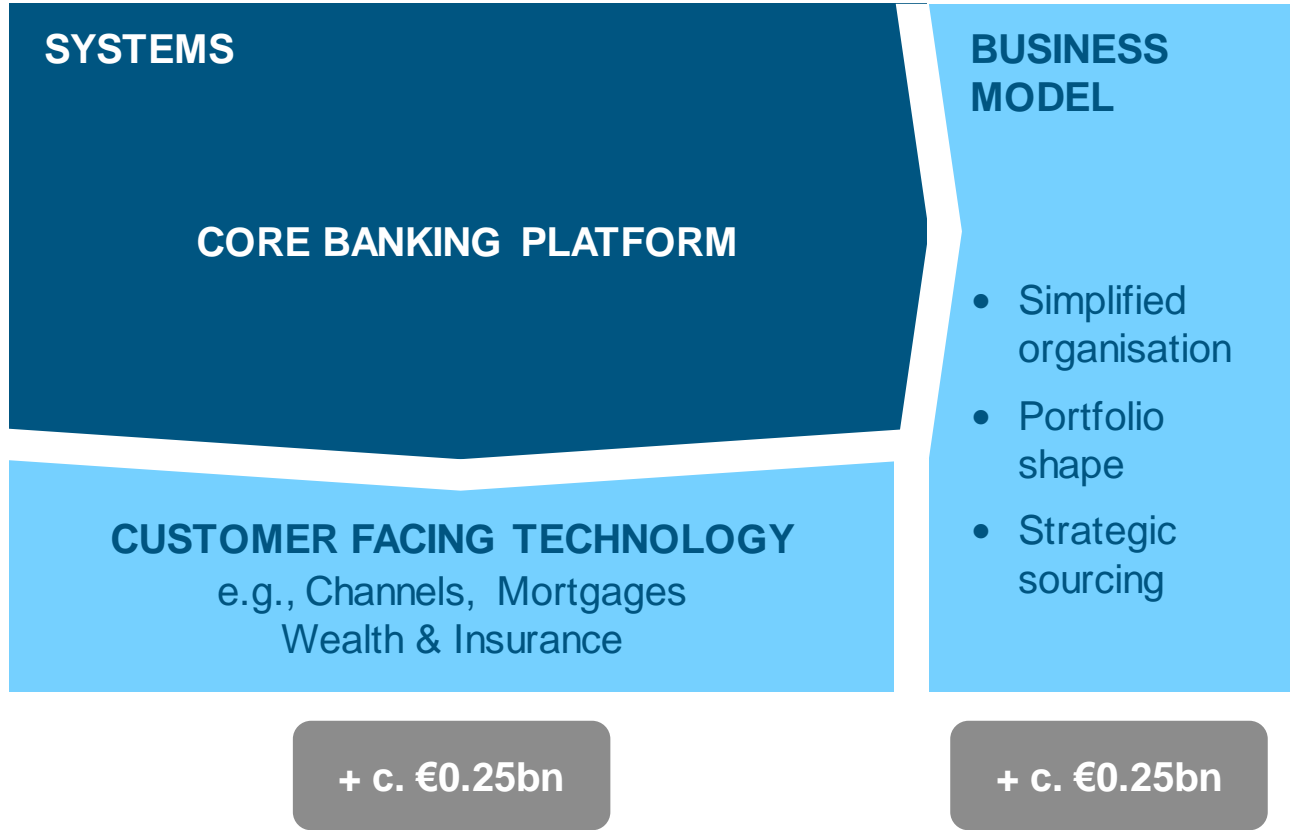 SYSTEMS
CORE BANKING PLATFORM
CUSTOMER FACING TECHNOLOGY
e.g., Channels, Mortgages
Wealth & Insurance
+ c. €0.25bn
BUSINESS
MODEL
• Simplified
organisation
• Portfolio
shape
• Strategic
sourcing
+ c. €0.25bn